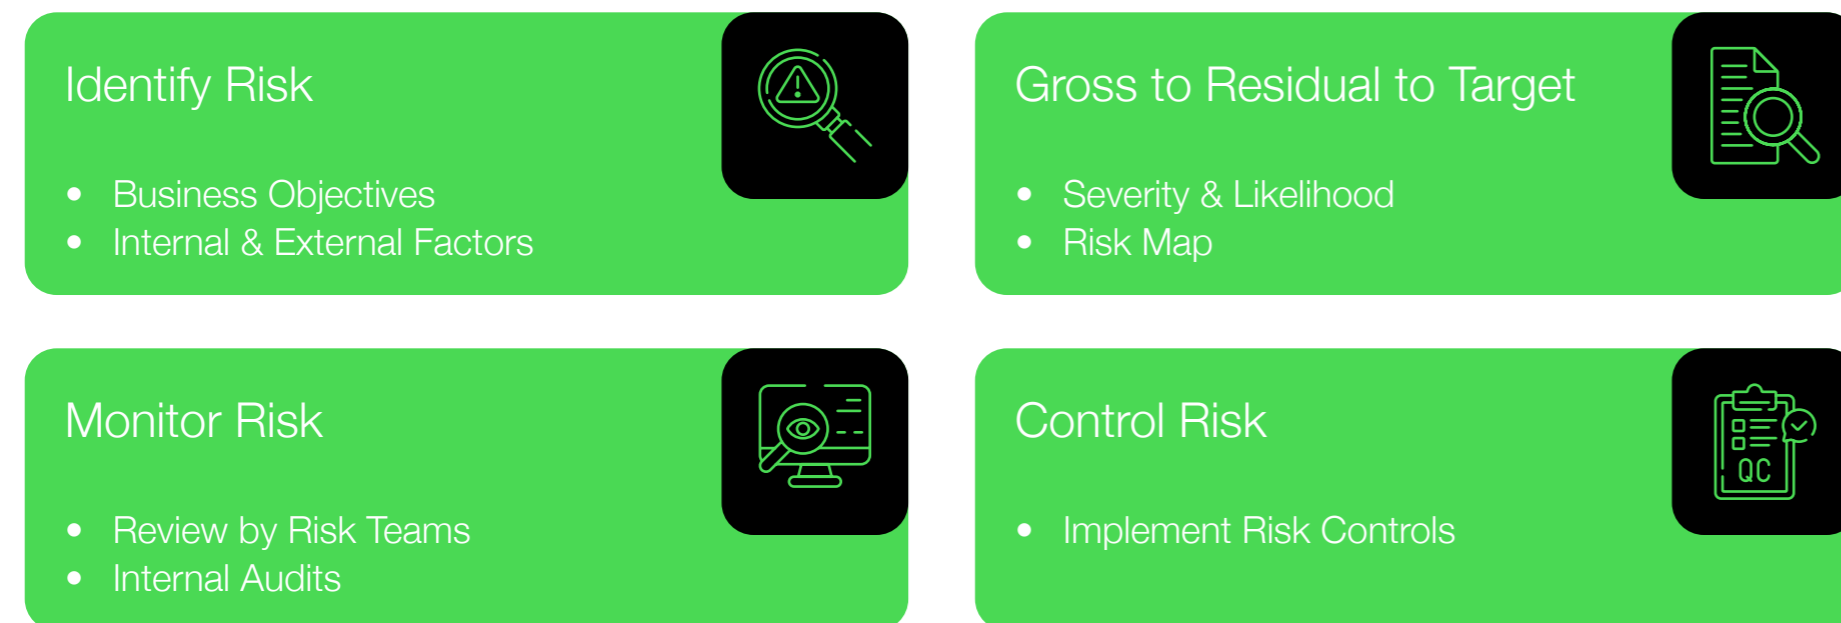 Identify Risk
• Business Objectives
• Internal & External Factors
Gross to Residual to Target
• Severity & Likelihood
• Risk Map
Monitor Risk
• Review by Risk Teams
• Internal Audits
Control Risk
• Implement Risk Controls
QC